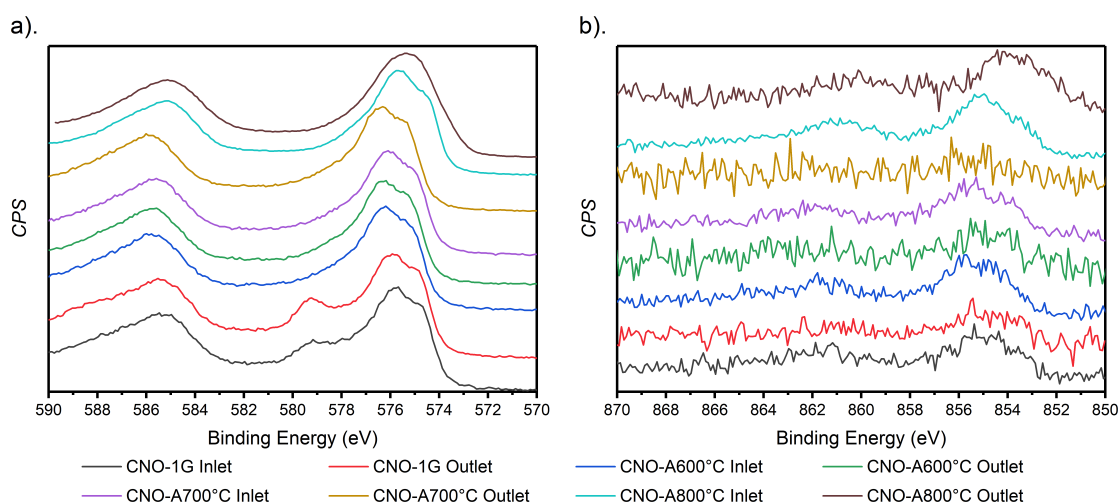 a).
b).
CPS
CPS
590 588 586 584 582 580 578 576 574 572 570
870 868 866 864 862 860 858 856 854 852 850
Binding Energy (eV)
Binding Energy (eV)
CNO-1G Inlet CNO-1G Outlet CNO-A600°C Inlet CNO-A600°C Outlet
CNO-A700°C Inlet CNO-A700°C Outlet CNO-A800°C Inlet CNO-A800°C Outlet